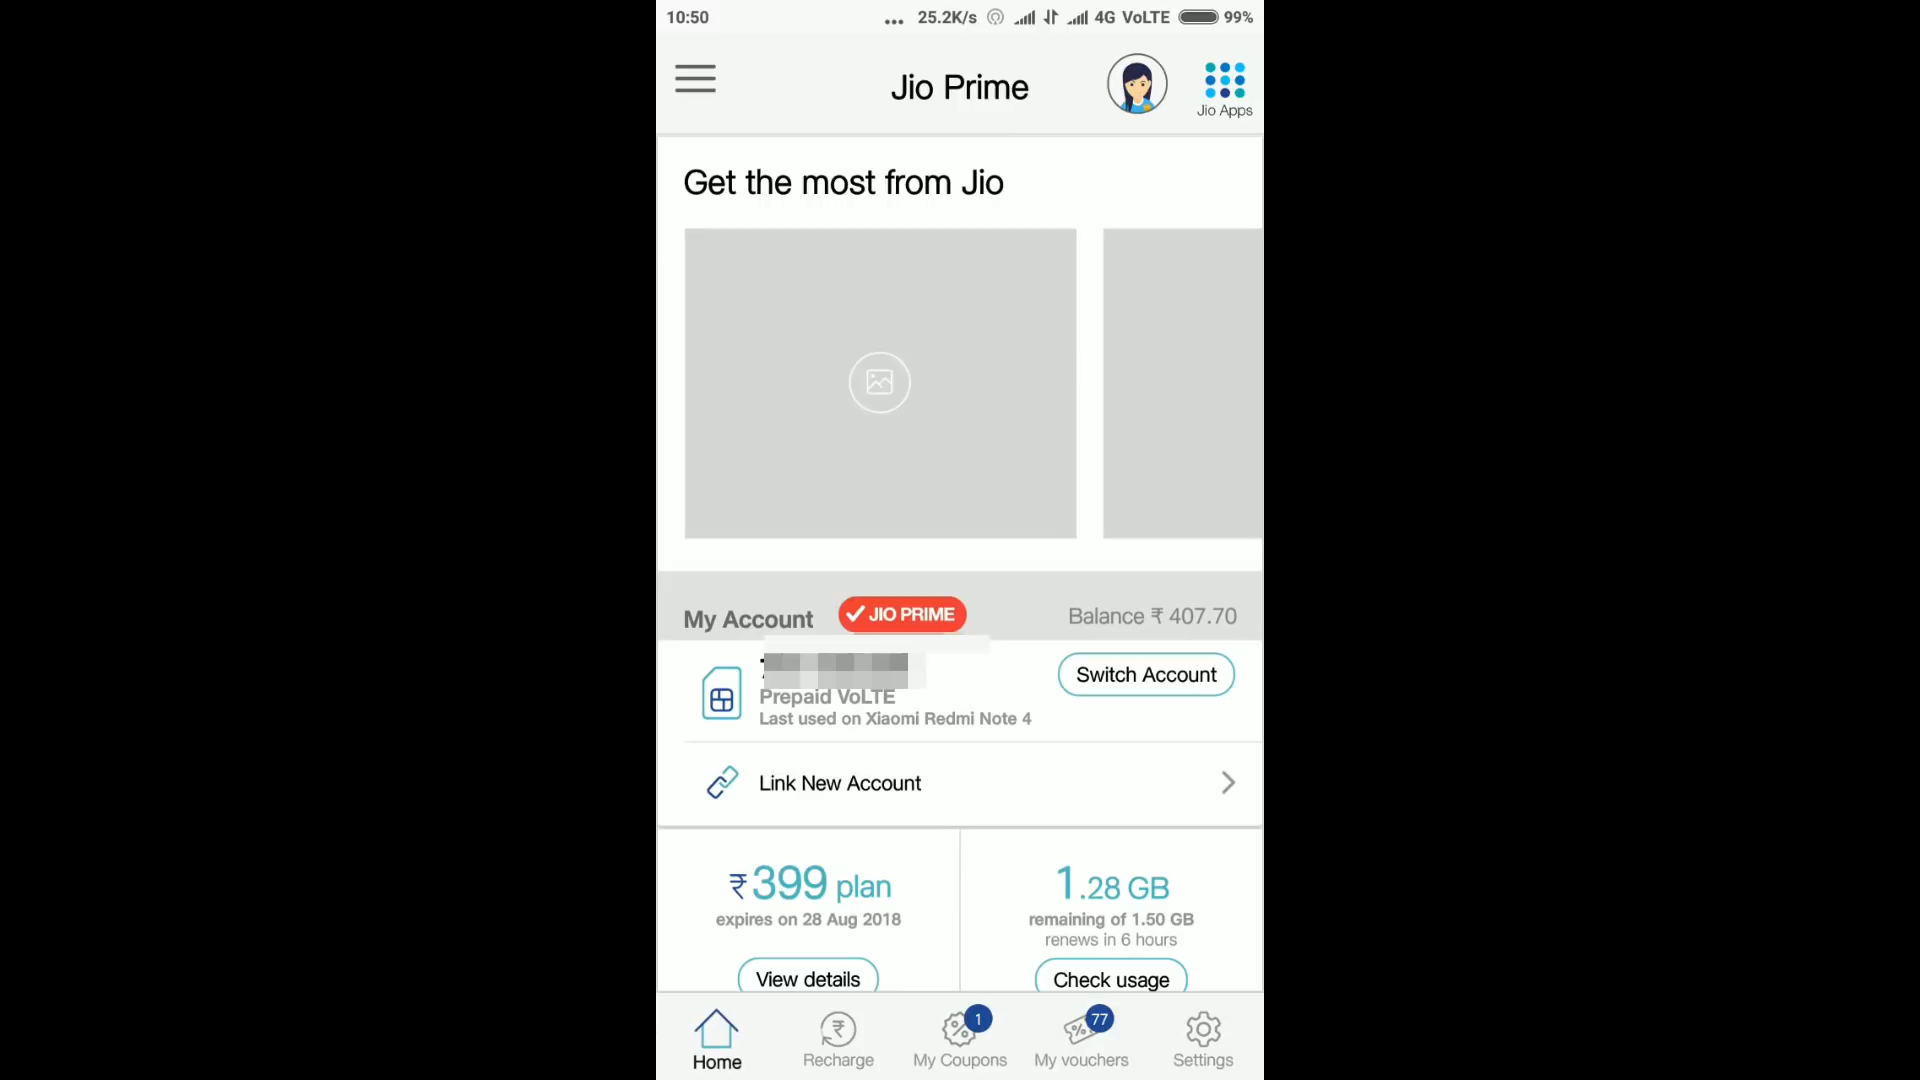 10:50 ... 25.2K/s 4G VoLTE 99%
Jio Prime
Jio Apps
Get the most from Jio
My Account ✓ JIO PRIME Balance ₹ 407.70
Switch Account
Prepaid VoLTE
Last used on Xiaomi Redmi Note 4
Link New Account
₹399 plan
expires on 28 Aug 2018
View details
1.28 GB
remaining of 1.50 GB
renews in 6 hours
Check usage
1 77
Home Recharge My Coupons My vouchers Settings